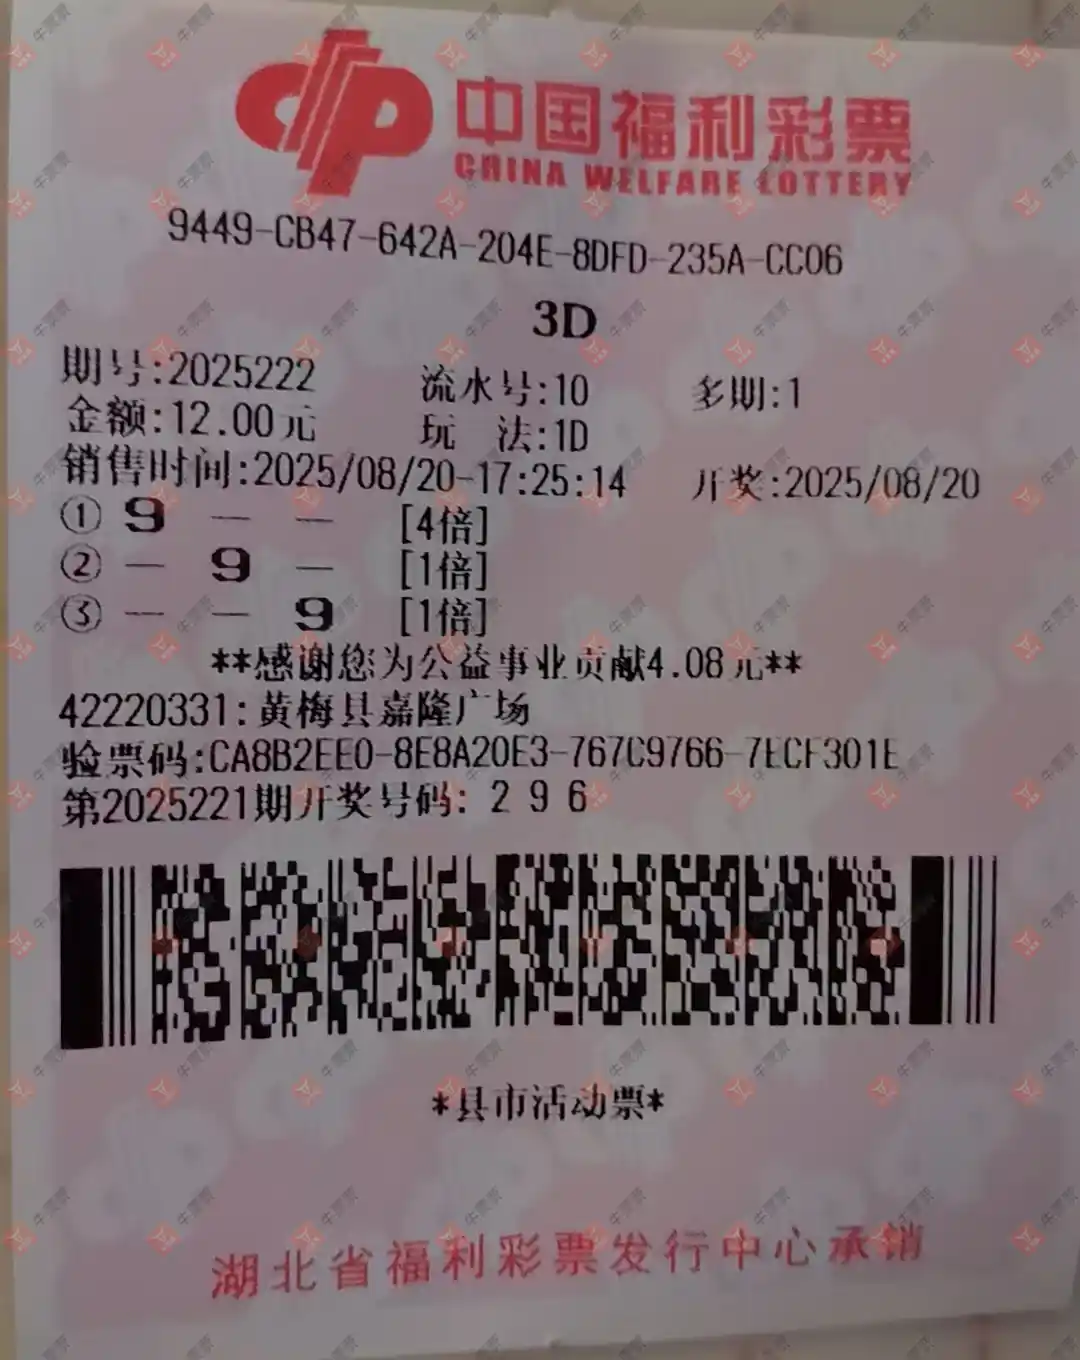 中国福利彩票
CHINA WELFARE LOTTERY
9449-CB47-642A-204E-8DFD-235A-CC06
3D
期号:2025222 流水号:10 多期:1
金额:12.00元 玩 法:1D
销售时间:2025/08/20-17:25:14 开奖:2025/08/20
① 9 — — [4倍]
② — 9 — [1倍]
③ — — 9 [1倍]
**感谢您为公益事业贡献4.08元**
42220331:黄梅县嘉隆广场
验票码:CA8B2EE0-8E8A20E3-767C9766-7ECF301E
第2025221期开奖号码: 2 9 6
*县市活动票*
湖北省福利彩票发行中心承销